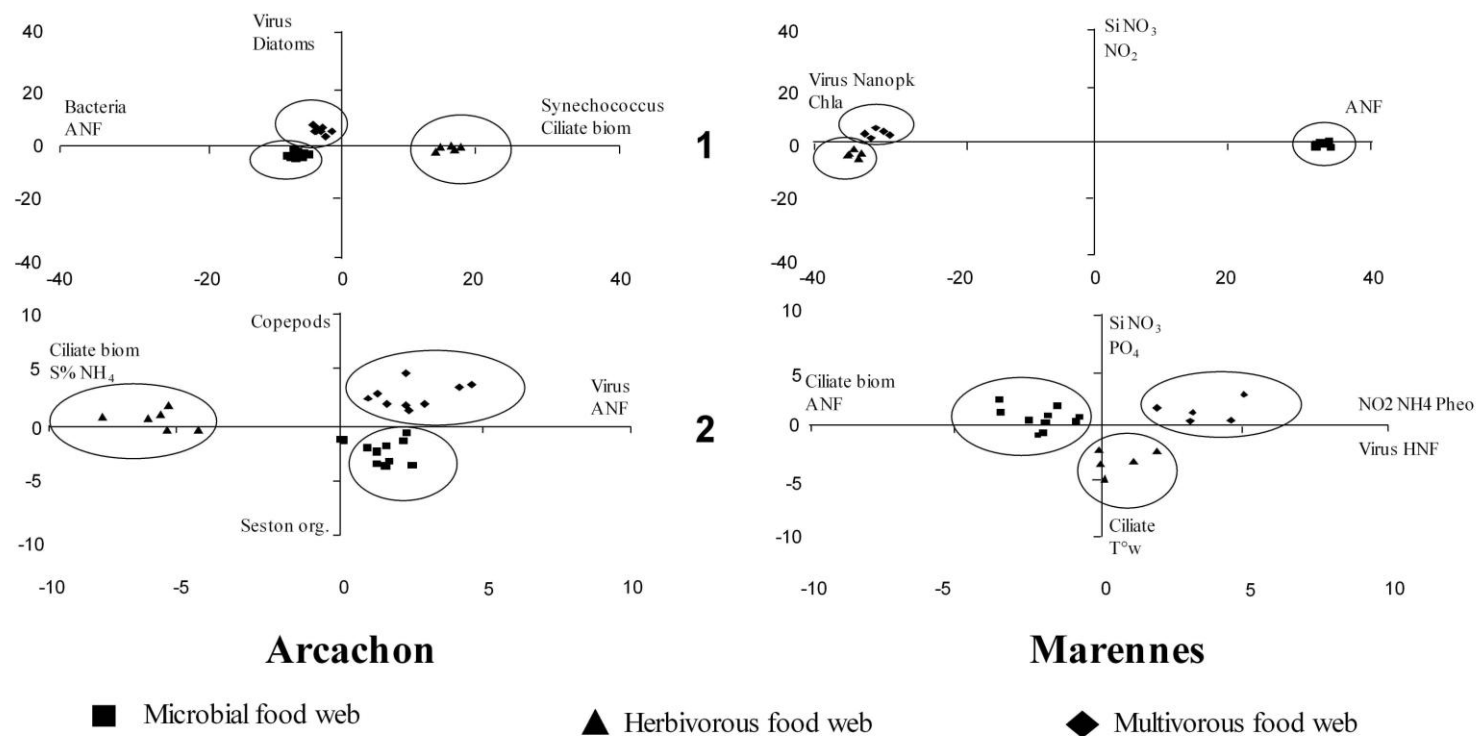 Virus
Diatoms
40
20
0
-20
-40
Bacteria
ANF
Synechococcus
Ciliate biom
-40
-20
0
20
40
1
Si NO3
NO2
40
20
0
-20
-40
Virus Nanopk
Chla
ANF
-40
-20
0
20
40
10
5
0
-5
-10
Copepods
Ciliate biom
S% NH4
Virus
ANF
Seston org.
-10
-5
0
5
10
2
10
5
0
-5
-10
Si NO3
PO4
Ciliate biom
ANF
NO2 NH4 Pheo
Virus HNF
Ciliate
T°w
-10
-5
0
5
10
Arcachon
Marennes
Microbial food web
Herbivorous food web
Multivorous food web